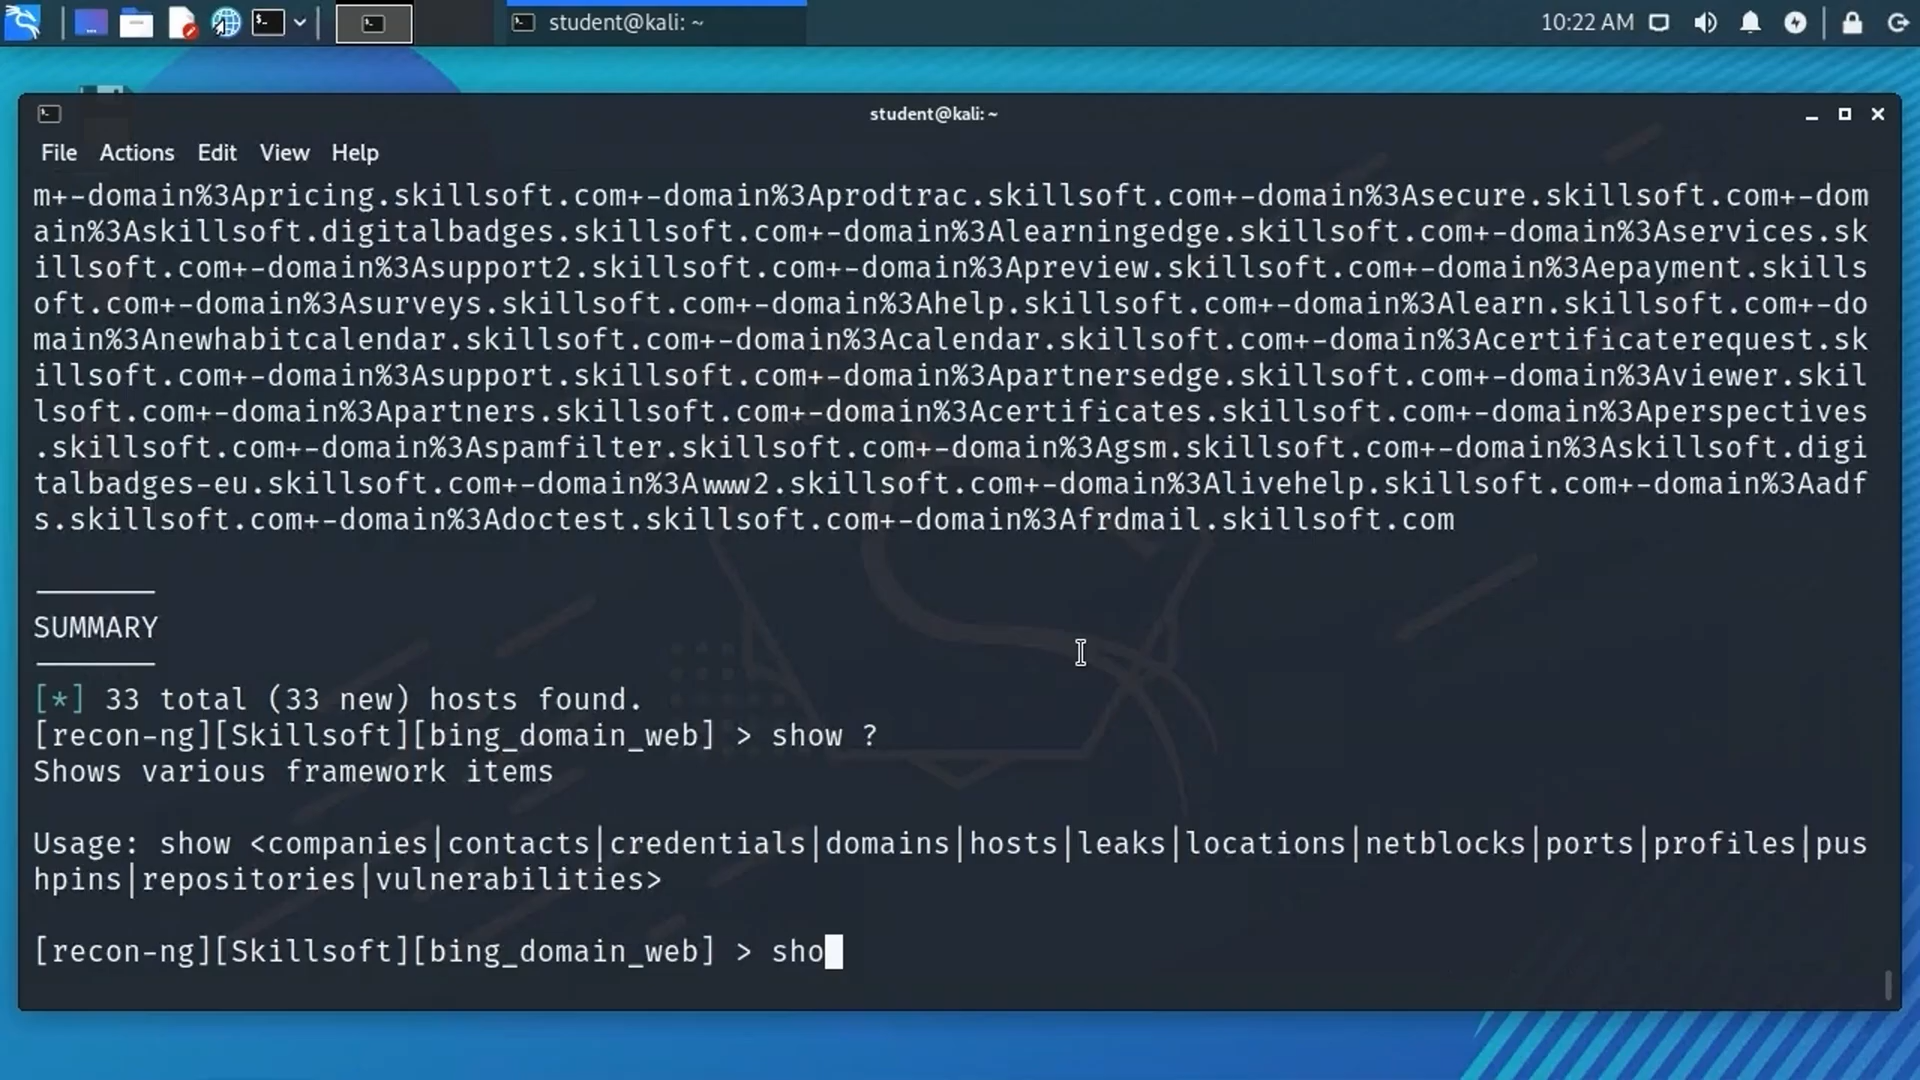 student@kali: ~
10:22 AM
student@kali: ~
File Actions Edit View Help
m+-domain%3Apricing.skillsoft.com+-domain%3Aprodtrac.skillsoft.com+-domain%3Asecure.skillsoft.com+-dom
ain%3Askillsoft.digitalbadges.skillsoft.com+-domain%3Alearningedge.skillsoft.com+-domain%3Aservices.sk
illsoft.com+-domain%3Asupport2.skillsoft.com+-domain%3Apreview.skillsoft.com+-domain%3Aepayment.skills
oft.com+-domain%3Asurveys.skillsoft.com+-domain%3Ahelp.skillsoft.com+-domain%3Alearn.skillsoft.com+-do
main%3Anewhabitcalendar.skillsoft.com+-domain%3Acalendar.skillsoft.com+-domain%3Acertificaterequest.sk
illsoft.com+-domain%3Asupport.skillsoft.com+-domain%3Apartnersedge.skillsoft.com+-domain%3Aviewer.skil
lsoft.com+-domain%3Apartners.skillsoft.com+-domain%3Acertificates.skillsoft.com+-domain%3Aperspectives
.skillsoft.com+-domain%3Aspamfilter.skillsoft.com+-domain%3Agsm.skillsoft.com+-domain%3Askillsoft.digi
talbadges-eu.skillsoft.com+-domain%3Awww2.skillsoft.com+-domain%3Alivehelp.skillsoft.com+-domain%3Aadf
s.skillsoft.com+-domain%3Adoctest.skillsoft.com+-domain%3Afrdmail.skillsoft.com
SUMMARY
[*] 33 total (33 new) hosts found.
[recon-ng][Skillsoft][bing_domain_web] > show ?
Shows various framework items
Usage: show <companies|contacts|credentials|domains|hosts|leaks|locations|netblocks|ports|profiles|pus
hpins|repositories|vulnerabilities>
[recon-ng][Skillsoft][bing_domain_web] > sho